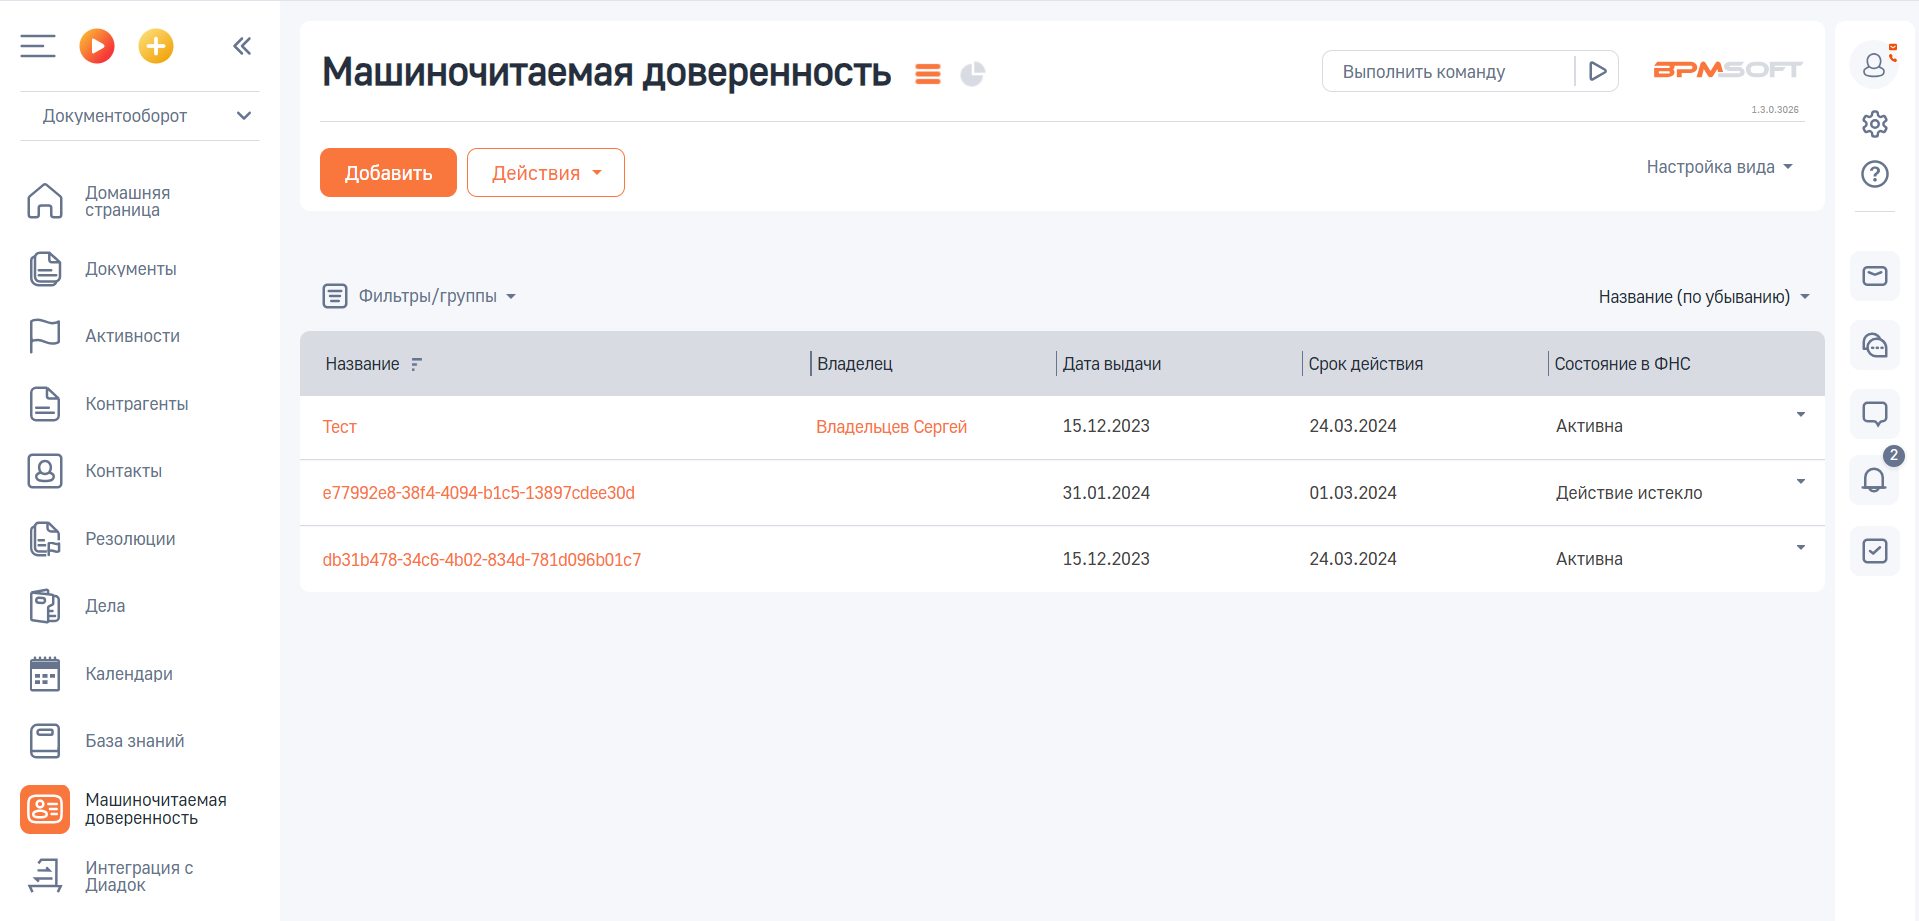 Документооборот
Домашняя
страница
Документы
Активности
Контрагенты
Контакты
Резолюции
Дела
Календари
База знаний
Машиночитаемая
доверенность
Интеграция с
Диадок
Машиночитаемая доверенность
Выполнить команду
BPMSOFT
1.3.0.3026
Добавить
Действия
Настройка вида
Фильтры/группы
Название (по убыванию)
Название Владелец Дата выдачи Срок действия Состояние в ФНС
Тест Владельцев Сергей 15.12.2023 24.03.2024 Активна
e77992e8-38f4-4094-b1c5-13897cdee30d 31.01.2024 01.03.2024 Действие истекло
db31b478-34c6-4b02-834d-781d096b01c7 15.12.2023 24.03.2024 Активна
2